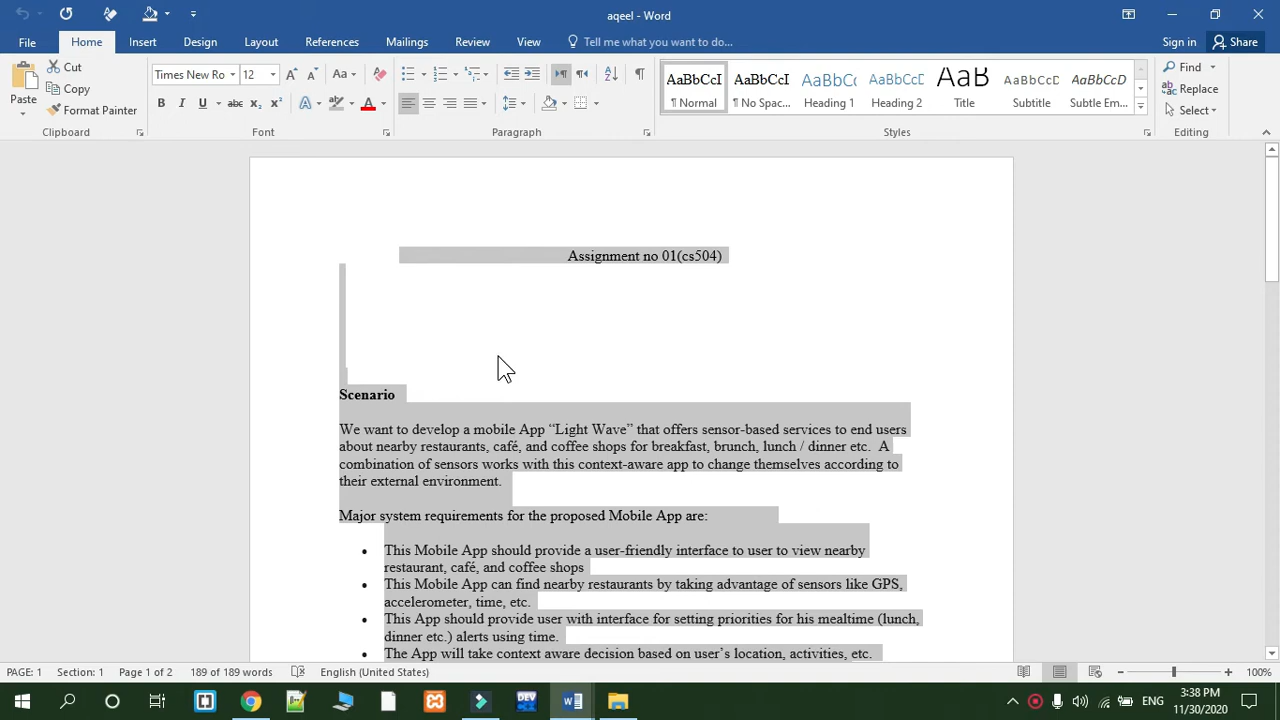 aqeel - Word
File Home Insert Design Layout References Mailings Review View Tell me what you want to do... Sign in Share
Paste Cut Copy Format Painter
Clipboard
Times New Ro 12 Aa
B I U abc x₂ x² A A
Font
Paragraph
AaBbCcI AaBbCcI AaBbCc AaBbCcD AaB AaBbCcD AaBbCcD
¶ Normal ¶ No Spac... Heading 1 Heading 2 Title Subtitle Subtle Em...
Styles
Find
Replace
Select
Editing
Assignment no 01(cs504)
Scenario
We want to develop a mobile App “Light Wave” that offers sensor-based services to end users
about nearby restaurants, café, and coffee shops for breakfast, brunch, lunch / dinner etc. A
combination of sensors works with this context-aware app to change themselves according to
their external environment.
Major system requirements for the proposed Mobile App are:
• This Mobile App should provide a user-friendly interface to user to view nearby
restaurant, café, and coffee shops
• This Mobile App can find nearby restaurants by taking advantage of sensors like GPS,
accelerometer, time, etc.
• This App should provide user with interface for setting priorities for his mealtime (lunch,
dinner etc.) alerts using time.
• The App will take context aware decision based on user’s location, activities, etc.
PAGE: 1 Section: 1 Page 1 of 2 189 of 189 words English (United States) 100%
DEV
ENG
3:38 PM
11/30/2020